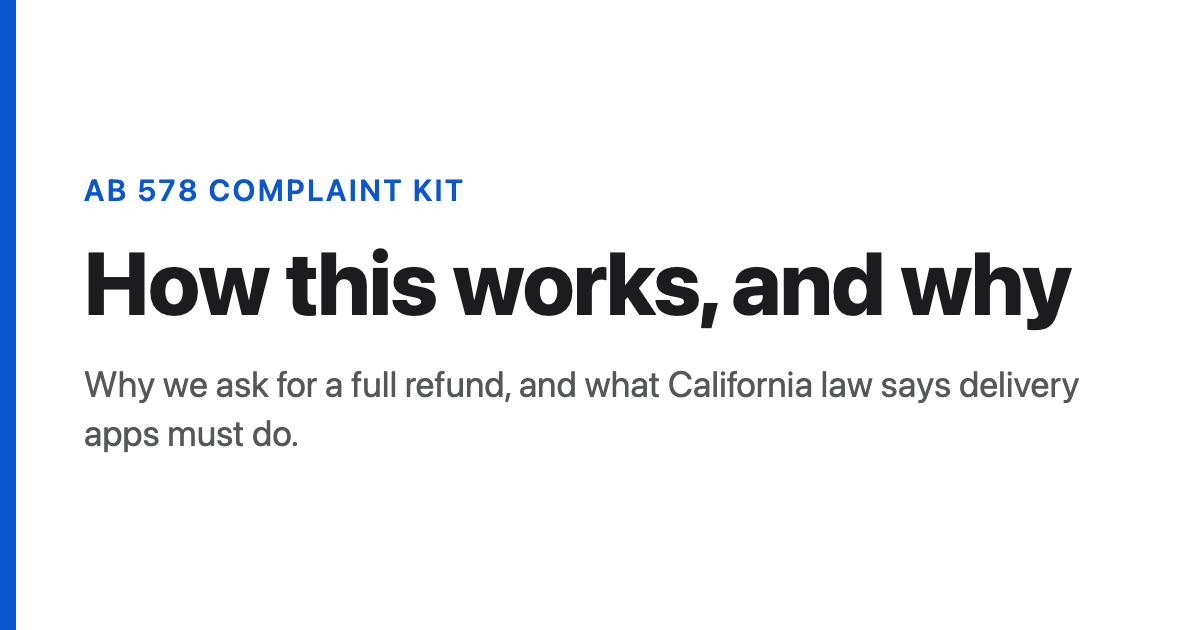 AB 578 COMPLAINT KIT
How this works, and why
Why we ask for a full refund, and what California law says delivery
apps must do.